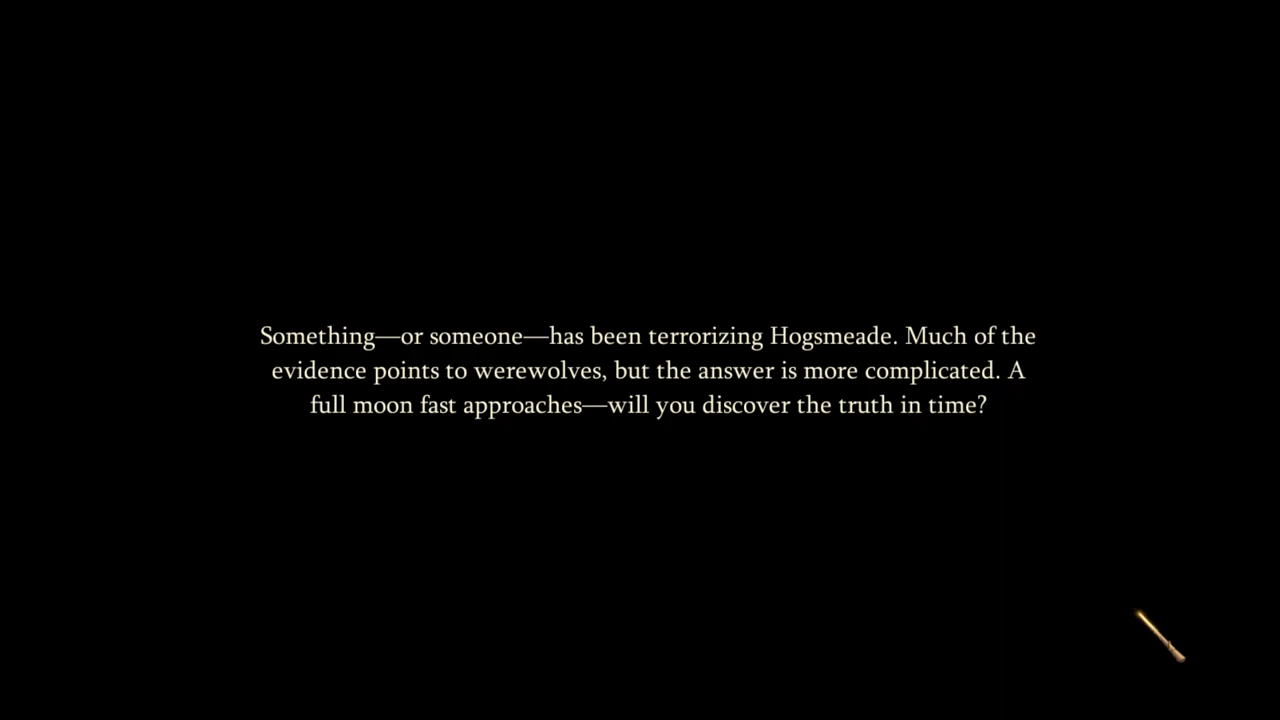 Something—or someone—has been terrorizing Hogsmeade. Much of the
evidence points to werewolves, but the answer is more complicated. A
full moon fast approaches—will you discover the truth in time?